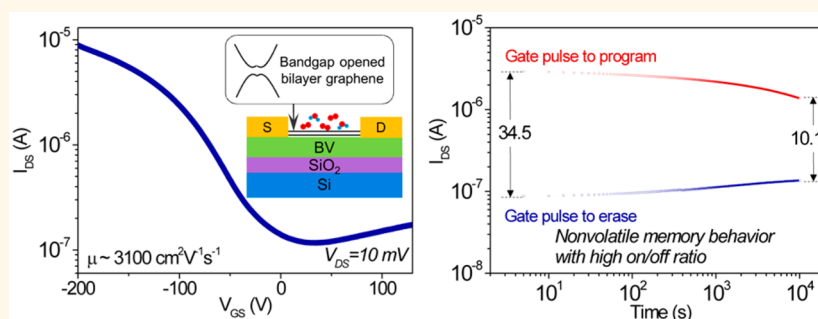 10⁻⁵
10⁻⁶
10⁻⁷
I_DS (A)
-200
-100
0
100
V_GS (V)
Bandgap opened
bilayer graphene
S
D
BV
SiO₂
Si
μ ~ 3100 cm²V⁻¹s⁻¹
V_DS=10 mV
10⁻⁵
10⁻⁶
10⁻⁷
10⁻⁸
I_DS (A)
Gate pulse to program
34.5
10.1
Gate pulse to erase
Nonvolatile memory behavior
with high on/off ratio
10¹
10²
10³
10⁴
Time (s)